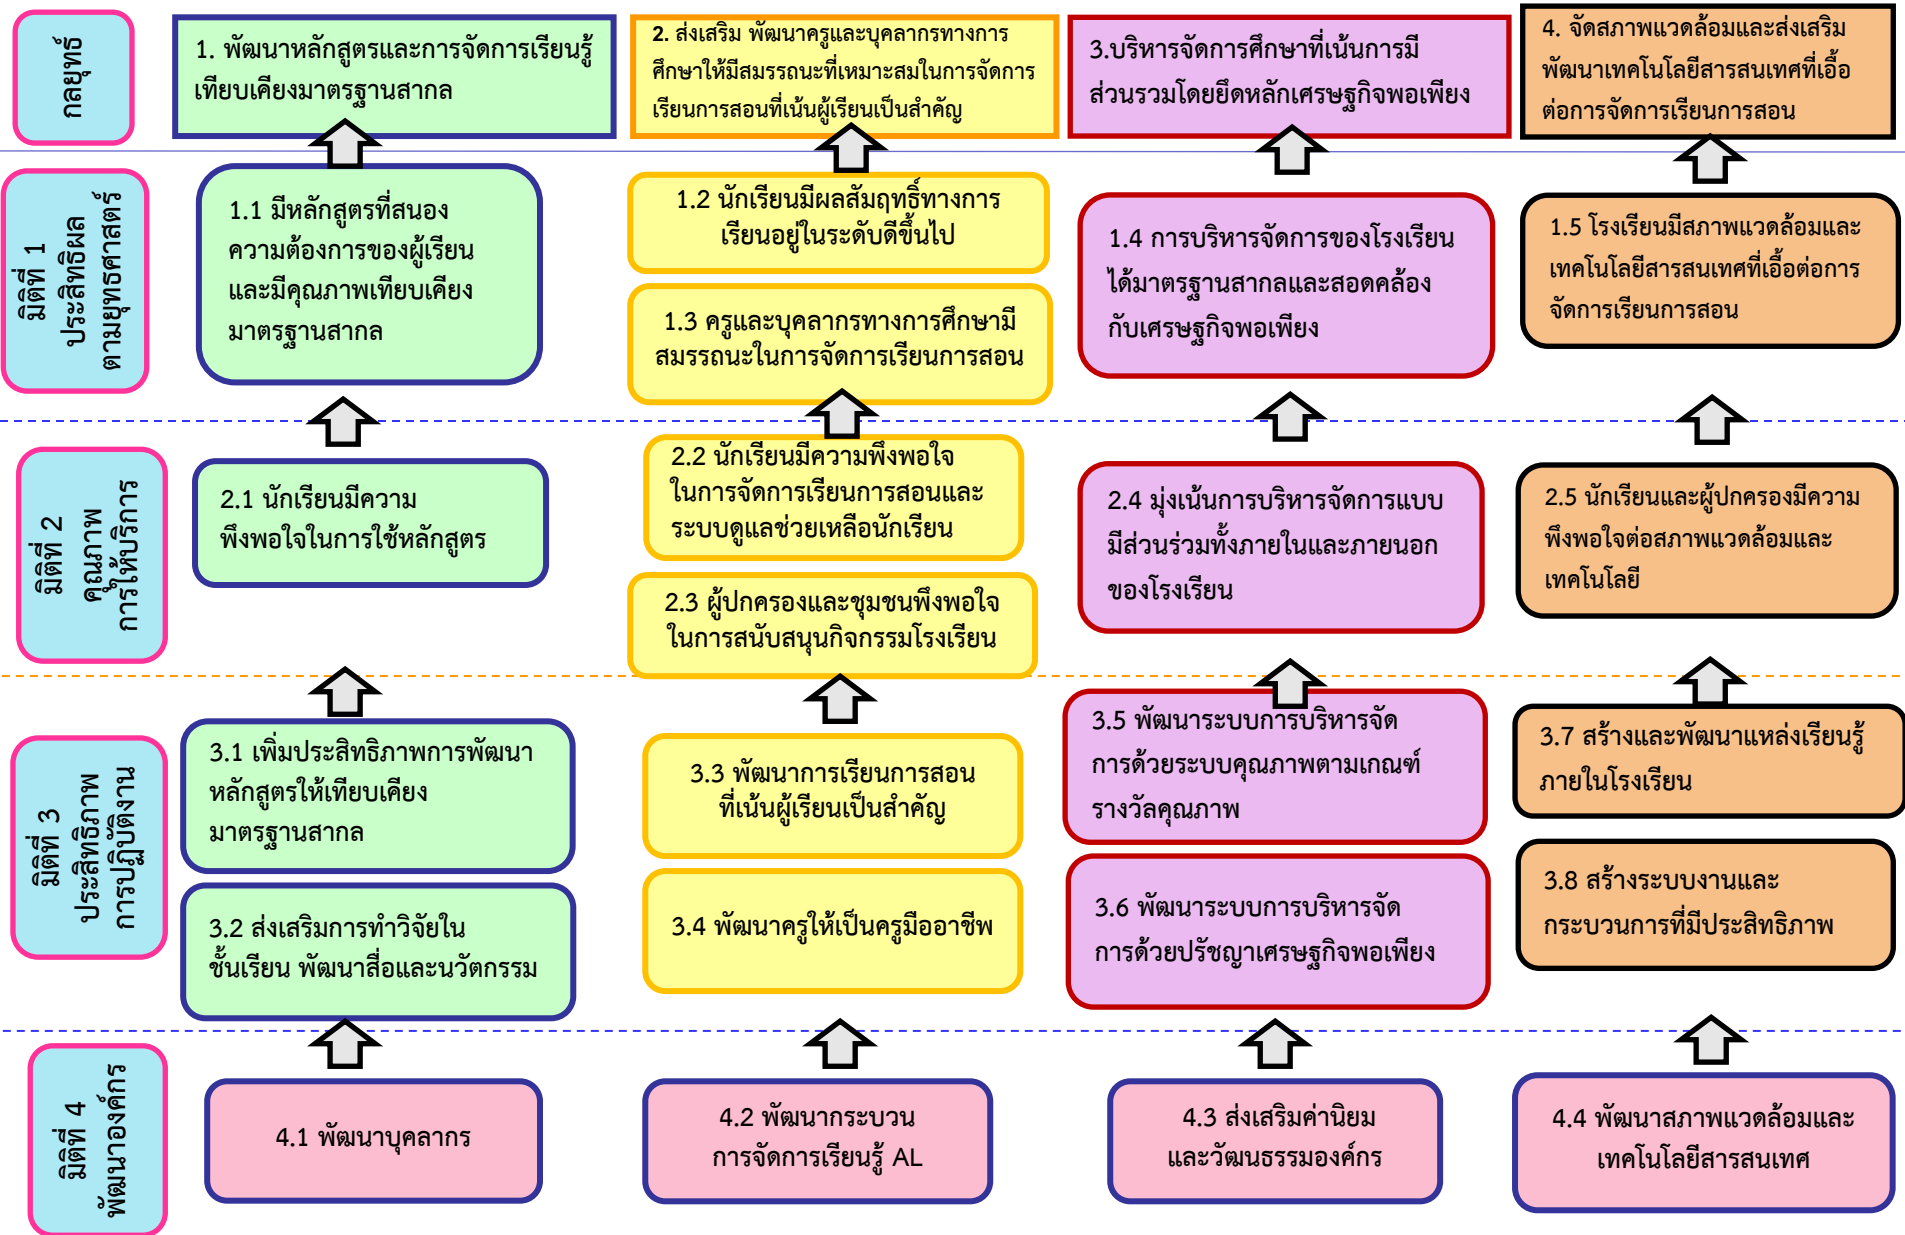 กลยุทธ์
1. พัฒนาหลักสูตรและการจัดการเรียนรู้
เทียบเคียงมาตรฐานสากล
2. ส่งเสริม พัฒนาครูและบุคลากรทางการ
ศึกษาให้มีสมรรถนะที่เหมาะสมในการจัดการ
เรียนการสอนที่เน้นผู้เรียนเป็นสำคัญ
3.บริหารจัดการศึกษาที่เน้นการมี
ส่วนรวมโดยยึดหลักเศรษฐกิจพอเพียง
4. จัดสภาพแวดล้อมและส่งเสริม
พัฒนาเทคโนโลยีสารสนเทศที่เอื้อ
ต่อการจัดการเรียนการสอน
มิติที่ 1
ประสิทธิผล
ตามยุทธศาสตร์
1.1 มีหลักสูตรที่สนอง
ความต้องการของผู้เรียน
และมีคุณภาพเทียบเคียง
มาตรฐานสากล
1.2 นักเรียนมีผลสัมฤทธิ์ทางการ
เรียนอยู่ในระดับดีขึ้นไป
1.3 ครูและบุคลากรทางการศึกษามี
สมรรถนะในการจัดการเรียนการสอน
1.4 การบริหารจัดการของโรงเรียน
ได้มาตรฐานสากลและสอดคล้อง
กับเศรษฐกิจพอเพียง
1.5 โรงเรียนมีสภาพแวดล้อมและ
เทคโนโลยีสารสนเทศที่เอื้อต่อการ
จัดการเรียนการสอน
มิติที่ 2
คุณภาพ
การให้บริการ
2.1 นักเรียนมีความ
พึงพอใจในการใช้หลักสูตร
2.2 นักเรียนมีความพึงพอใจ
ในการจัดการเรียนการสอนและ
ระบบดูแลช่วยเหลือนักเรียน
2.3 ผู้ปกครองและชุมชนพึงพอใจ
ในการสนับสนุนกิจกรรมโรงเรียน
2.4 มุ่งเน้นการบริหารจัดการแบบ
มีส่วนร่วมทั้งภายในและภายนอก
ของโรงเรียน
2.5 นักเรียนและผู้ปกครองมีความ
พึงพอใจต่อสภาพแวดล้อมและ
เทคโนโลยี
มิติที่ 3
ประสิทธิภาพ
การปฏิบัติงาน
3.1 เพิ่มประสิทธิภาพการพัฒนา
หลักสูตรให้เทียบเคียง
มาตรฐานสากล
3.2 ส่งเสริมการทำวิจัยใน
ชั้นเรียน พัฒนาสื่อและนวัตกรรม
3.3 พัฒนาการเรียนการสอน
ที่เน้นผู้เรียนเป็นสำคัญ
3.4 พัฒนาครูให้เป็นครูมืออาชีพ
3.5 พัฒนาระบบการบริหารจัด
การด้วยระบบคุณภาพตามเกณฑ์
รางวัลคุณภาพ
3.6 พัฒนาระบบการบริหารจัด
การด้วยปรัชญาเศรษฐกิจพอเพียง
3.7 สร้างและพัฒนาแหล่งเรียนรู้
ภายในโรงเรียน
3.8 สร้างระบบงานและ
กระบวนการที่มีประสิทธิภาพ
มิติที่ 4
พัฒนาองค์กร
4.1 พัฒนาบุคลากร
4.2 พัฒนากระบวน
การจัดการเรียนรู้ AL
4.3 ส่งเสริมค่านิยม
และวัฒนธรรมองค์กร
4.4 พัฒนาสภาพแวดล้อมและ
เทคโนโลยีสารสนเทศ